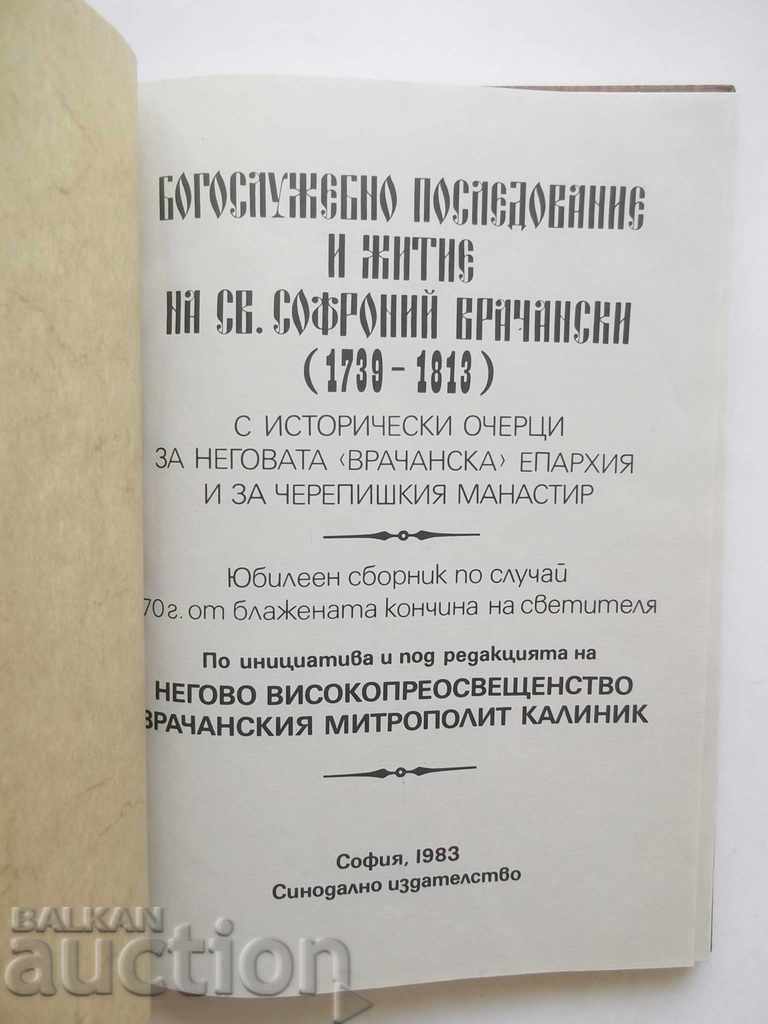 БОГОСЛУЖЕБНО ПОСЛЕДОВАНИЕ
И ЖИТИЕ
НА СВ. СОФРОНИЙ ВРАЧАНСКИ
(1739 - 1813)
С ИСТОРИЧЕСКИ ОЧЕРЦИ
ЗА НЕГОВАТА ‹ВРАЧАНСКА› ЕПАРХИЯ
И ЗА ЧЕРЕПИШКИЯ МАНАСТИР
Юбилеен сборник по случай
70 г. от блажената кончина на светителя
По инициатива и под редакцията на
НЕГОВО ВИСОКОПРЕОСВЕЩЕНСТВО
ВРАЧАНСКИЯ МИТРОПОЛИТ КАЛИНИК
София, 1983
Синодално издателство
BALKAN
auction